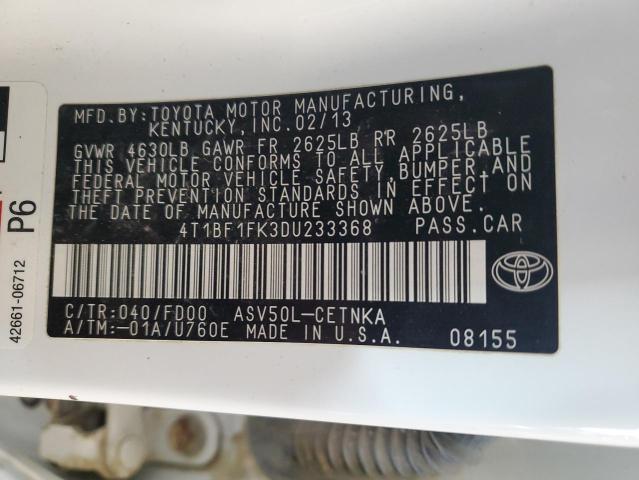 MFD.BY:TOYOTA MOTOR MANUFACTURING,
KENTUCKY,INC.02/13
GVWR 4630LB GAWR FR 2625LB RR 2625LB
THIS VEHICLE CONFORMS TO ALL APPLICABLE
FEDERAL MOTOR VEHICLE SAFETY,BUMPER,AND
THEFT PREVENTION STANDARDS IN EFFECT ON
THE DATE OF MANUFACTURE SHOWN ABOVE.
4T1BF1FK3DU233368 PASS.CAR
C/TR:040/FD00 ASV50L-CETNKA
A/TM:-01A/U760E MADE IN U.S.A. 08155
P6
42661-06712